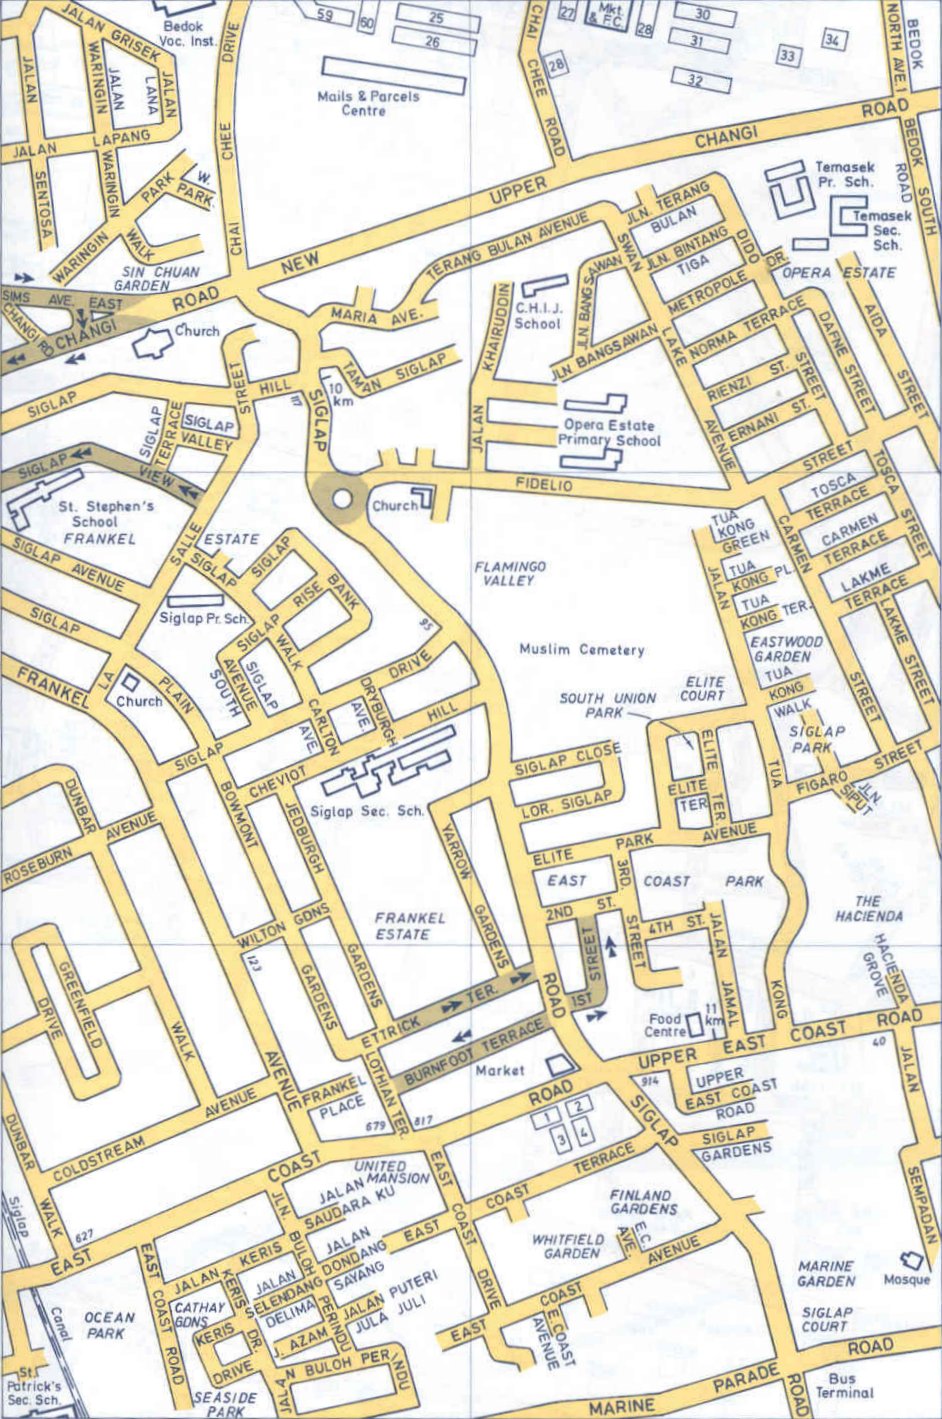 Bedok
Voc. Inst.
JALAN GRISEK
JALAN
WARINGIN
JALAN
LANA
JALAN
JALAN LAPANG
SENTOSA
WARINGIN
WARINGIN PARK
W.
PARK.
WALK
CHAI CHEE DRIVE
59
60
25
26
Mails & Parcels
Centre
CHAI CHEE ROAD
27
Mkt
& F.C.
28
28
30
31
32
33
34
BEDOK
NORTH AVE. 1
BEDOK SOUTH
ROAD
NEW UPPER CHANGI ROAD
Temasek
Pr. Sch.
Temasek
Sec.
Sch.
SIN CHUAN
GARDEN
SIMS AVE. EAST
CHANGI RD
CHANGI
ROAD
Church
MARIA AVE.
TERANG BULAN AVENUE
JLN. TERANG
BULAN
JLN. BINTANG
TIGA
SWAN
LAKE
AVENUE
DIDO
STREET
DR.
OPERA ESTATE
METROPOLE
NORMA TERRACE
DAFNE STREET
AIDA STREET
RIENZI ST.
ERNANI ST.
KHAIRUDDIN
JALAN
C.H.I.J.
School
JLN. BANGSAWAN
JLN BANGSAWAN
Opera Estate
Primary School
TAMAN SIGLAP
10
km
SIGLAP HILL
117
SIGLAP
SIGLAP
TERRACE
SIGLAP
VALLEY
STREET
SIGLAP VIEW
St. Stephen's
School
FRANKEL
ESTATE
LA SALLE
SIGLAP AVENUE
SIGLAP
PLAIN
FRANKEL
AVENUE
Siglap Pr. Sch.
Church
SIGLAP
SIGLAP
BANK
RISE
SIGLAP
WALK
AVENUE
SOUTH
SIGLAP
95
SIGLAP
DRIVE
CARLTON
AVE.
DRYBURGH
AVE.
CHEVIOT
HILL
Siglap Sec. Sch.
Church
FIDELIO
STREET
FLAMINGO
VALLEY
Muslim Cemetery
TUA
KONG
GREEN
JALAN
TUA
KONG PL.
TUA
KONG TER.
EASTWOOD
GARDEN
TUA
KONG
WALK
SIGLAP
PARK
CARMEN
STREET
TOSCA
TERRACE
CARMEN
TERRACE
LAKME
TERRACE
TOSCA
STREET
LAKME STREET
FIGARO STREET
JLN
SIPUT
ELITE
COURT
SOUTH UNION
PARK
ELITE
TER
ELITE
TER
TUA
KONG
SIGLAP CLOSE
LOR. SIGLAP
ELITE PARK AVENUE
EAST COAST PARK
3RD.
STREET
2ND ST.
4TH ST.
1ST
STREET
JALAN
JAMAL
THE
HACIENDA
HACIENDA
GROVE
DUNBAR
ROSEBURN
BOWMONT
GARDENS
JEDBURGH
GARDENS
YARROW
GARDENS
WILTON GDNS
123
FRANKEL
ESTATE
GREENFIELD
DRIVE
WALK
AVENUE
ETTRICK TER.
BURNFOOT TERRACE
ROAD
Market
Food
Centre
11
km
UPPER EAST COAST ROAD
40
JALAN
SEMPADAN
914
UPPER
EAST COAST
ROAD
SIGLAP
GARDENS
SIGLAP
ROAD
FRANKEL
PLACE
LOTHIAN TER.
679
817
COLDSTREAM AVENUE
DUNBAR
WALK
627
EAST COAST ROAD
1
2
3
4
Siglap
Canal
UNITED
MANSION
JALAN
SAUDARA KU
JLN. BULOH PERINDU
JALAN
DONDANG
SAYANG
JALAN KERIS
KERIS
DR.
JALAN
SELENDANG
DELIMA
CATHAY
GDNS
KERIS
DRIVE
J. AZAM
JALAN PUTERI
JULA JULI
JALAN BULOH PERINDU
EAST
COAST
ROAD
OCEAN
PARK
St.
Patrick's
Sec. Sch.
SEASIDE
PARK
EAST COAST TERRACE
EAST COAST DRIVE
EAST COAST AVENUE
E. COAST
AVENUE
E.C.
AVE.
FINLAND
GARDENS
WHITFIELD
GARDEN
MARINE
GARDEN
Mosque
SIGLAP
COURT
MARINE PARADE ROAD
Bus
Terminal